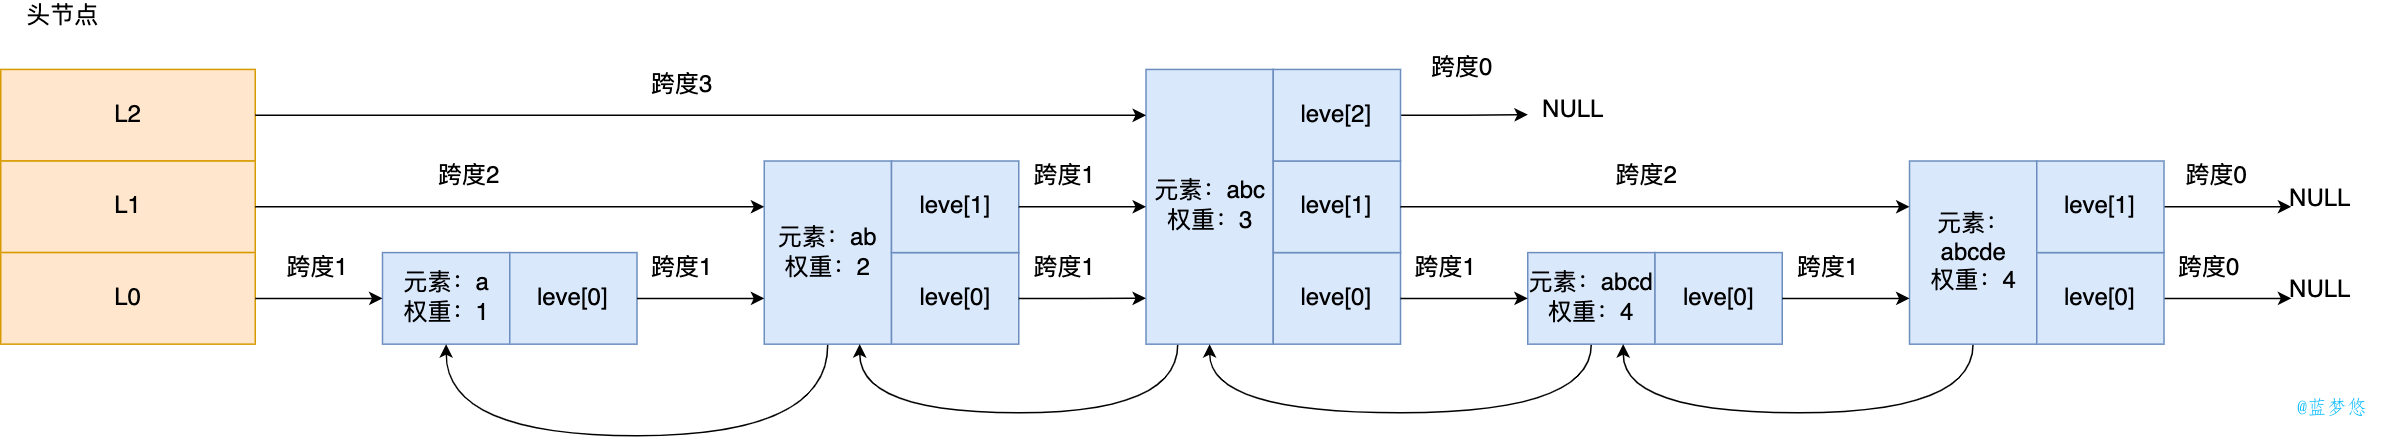 头节点
跨度3
跨度0
L2
leve[2]
NULL
跨度2
跨度1
跨度2
跨度0
L1
元素：ab
权重：2
leve[1]
元素：abc
权重：3
leve[1]
元素：
abcde
权重：4
leve[1]
NULL
跨度1
跨度1
跨度1
跨度1
跨度1
跨度0
L0
元素：a
权重：1
leve[0]
leve[0]
leve[0]
元素：abcd
权重：4
leve[0]
leve[0]
NULL
@蓝梦悠